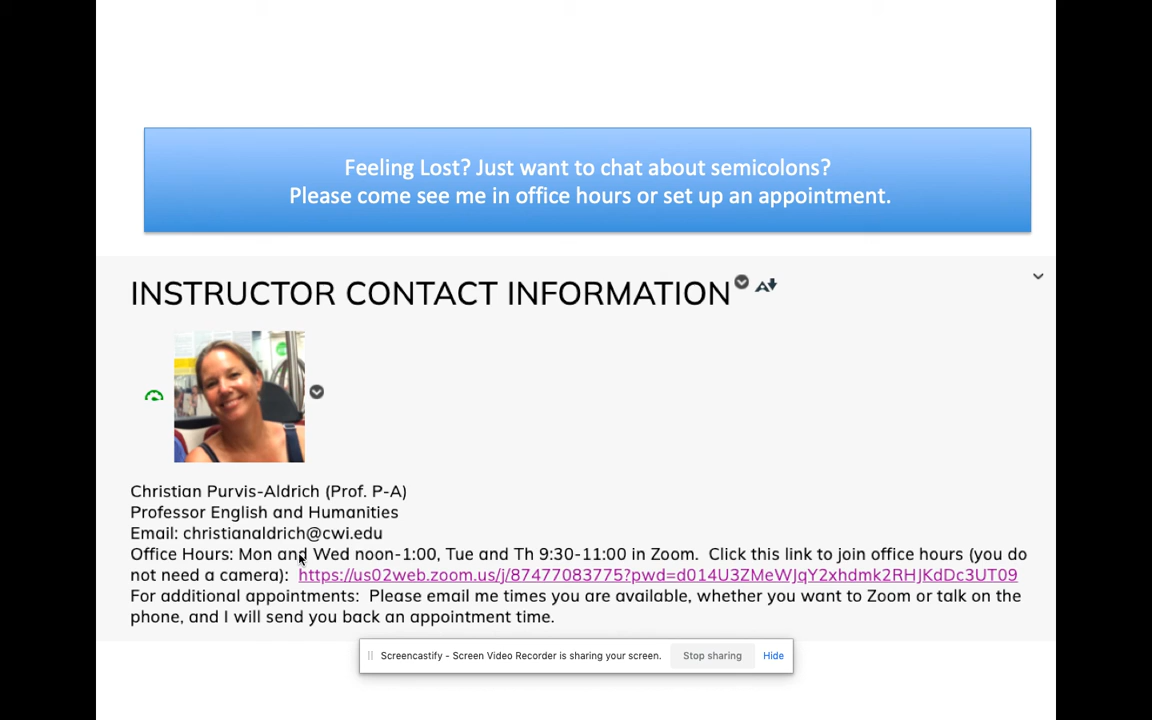 Feeling Lost? Just want to chat about semicolons?
Please come see me in office hours or set up an appointment.
INSTRUCTOR CONTACT INFORMATION
Christian Purvis-Aldrich (Prof. P-A)
Professor English and Humanities
Email: christianaldrich@cwi.edu
Office Hours: Mon and Wed noon-1:00, Tue and Th 9:30-11:00 in Zoom.  Click this link to join office hours (you do
not need a camera):  https://us02web.zoom.us/j/87477083775?pwd=d014U3ZMeWJqY2xhdmk2RHJKdDc3UT09
For additional appointments:  Please email me times you are available, whether you want to Zoom or talk on the
phone, and I will send you back an appointment time.
Screencastify - Screen Video Recorder is sharing your screen. Stop sharing Hide